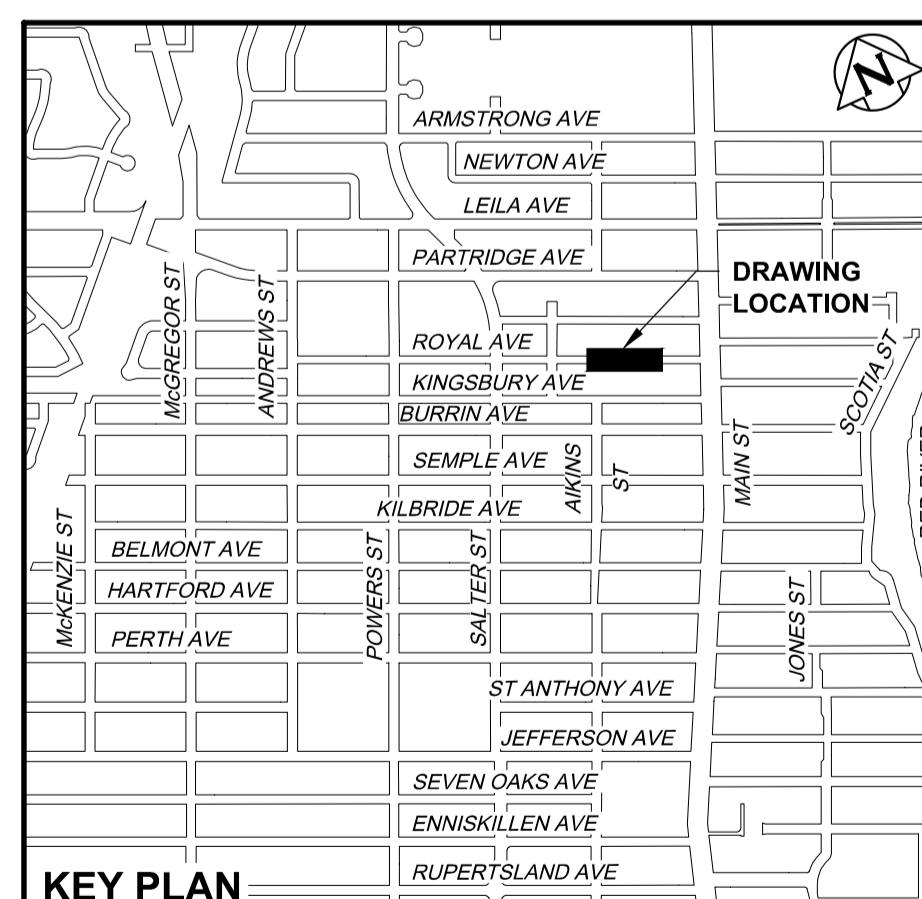 N
ARMSTRONG AVE
NEWTON AVE
LEILA AVE
PARTRIDGE AVE
DRAWING
LOCATION
McGREGOR ST
ANDREWS ST
ROYAL AVE
KINGSBURY AVE
BURRIN AVE
SCOTIA ST
SEMPLE AVE
AIKINS
ST
MAIN ST
KILBRIDE AVE
McKENZIE ST
BELMONT AVE
POWERS ST
SALTER ST
HARTFORD AVE
PERTH AVE
JONES ST
ST ANTHONY AVE
JEFFERSON AVE
SEVEN OAKS AVE
ENNISKILLEN AVE
RUPERTSLAND AVE
KEY PLAN